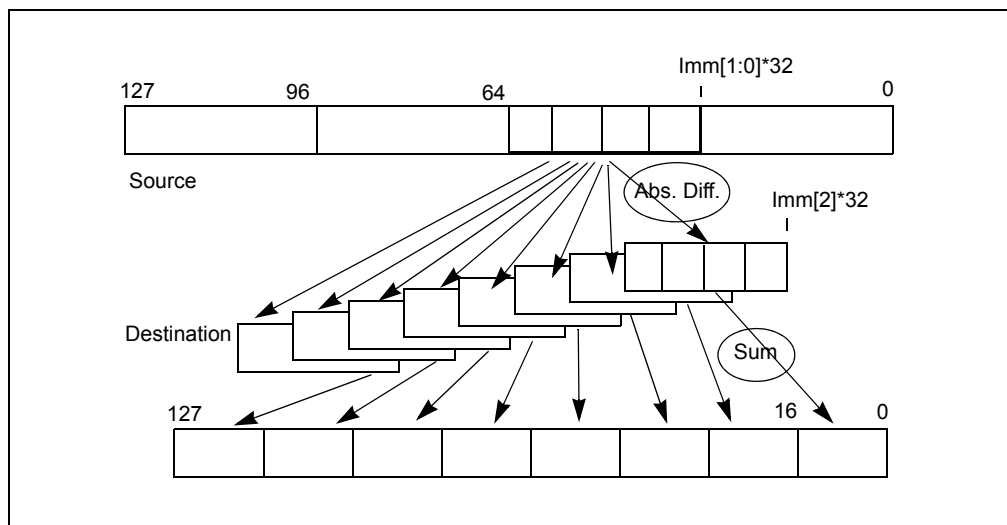 Imm[1:0]*32
127 96 64 0
Source
Abs. Diff.
Imm[2]*32
Destination
Sum
127 16 0